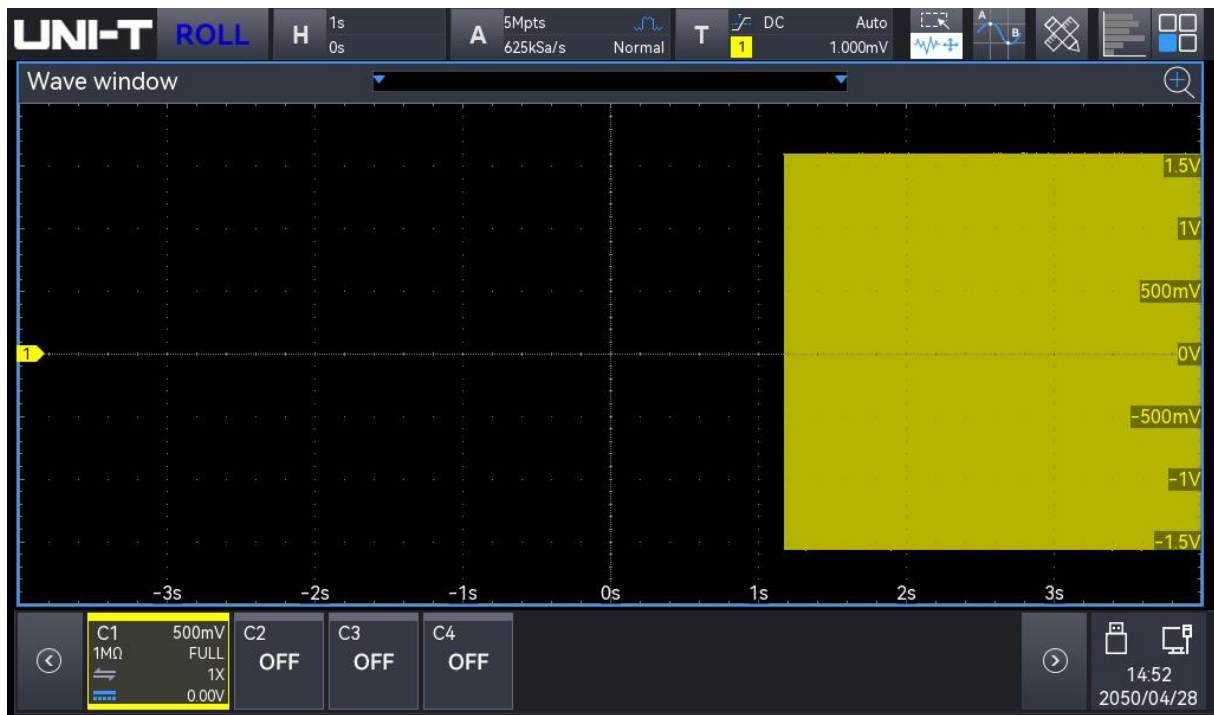 UNI-T ROLL H 1s 0s A 5Mpts 625kSa/s Normal T 1 DC Auto 1.000mV A B
Wave window
1.5V
1V
500mV
1 0V
-500mV
-1V
-1.5V
-3s -2s -1s 0s 1s 2s 3s
C1 500mV C2 C3 C4
1MΩ FULL OFF OFF OFF
1X
0.00V
14:52
2050/04/28